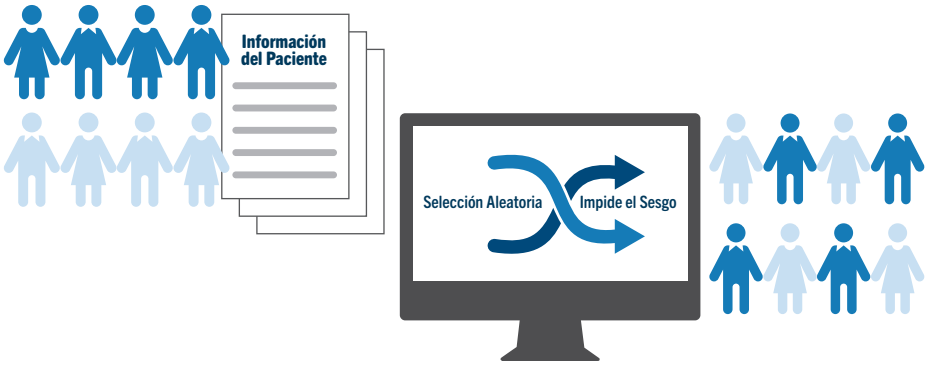 Información
del Paciente
Selección Aleatoria
Impide el Sesgo